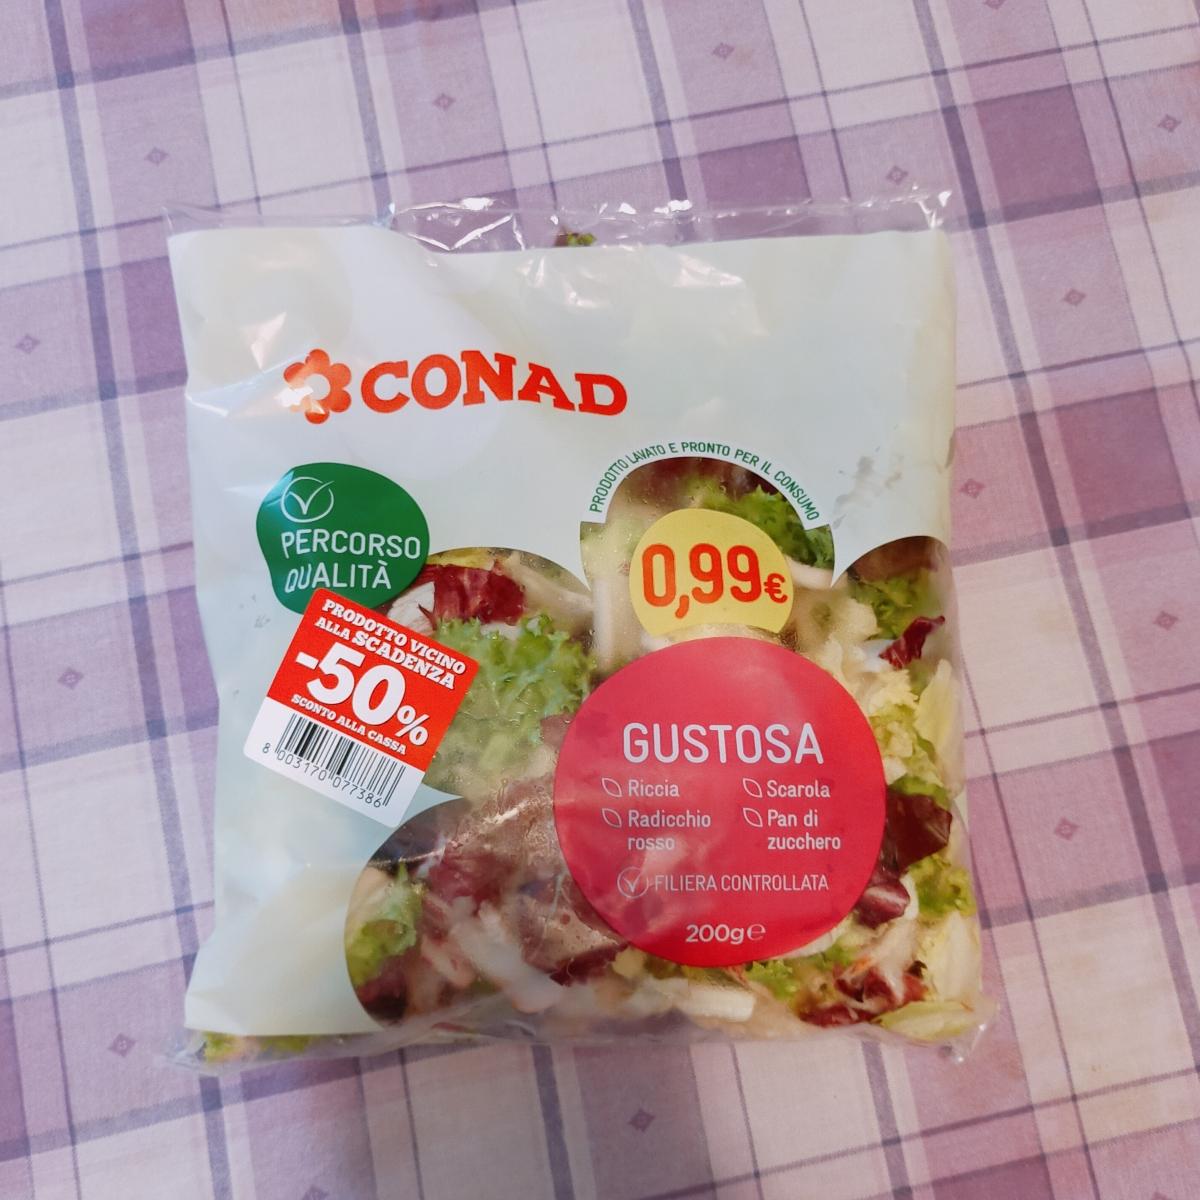 CONAD
PRODOTTO LAVATO E PRONTO PER IL CONSUMO
PERCORSO
QUALITÀ
0,99€
PRODOTTO VICINO
ALLA SCADENZA
-50%
SCONTO ALLA CASSA
8 003170 077386
GUSTOSA
Riccia
Scarola
Radicchio
rosso
Pan di
zucchero
FILIERA CONTROLLATA
200g℮